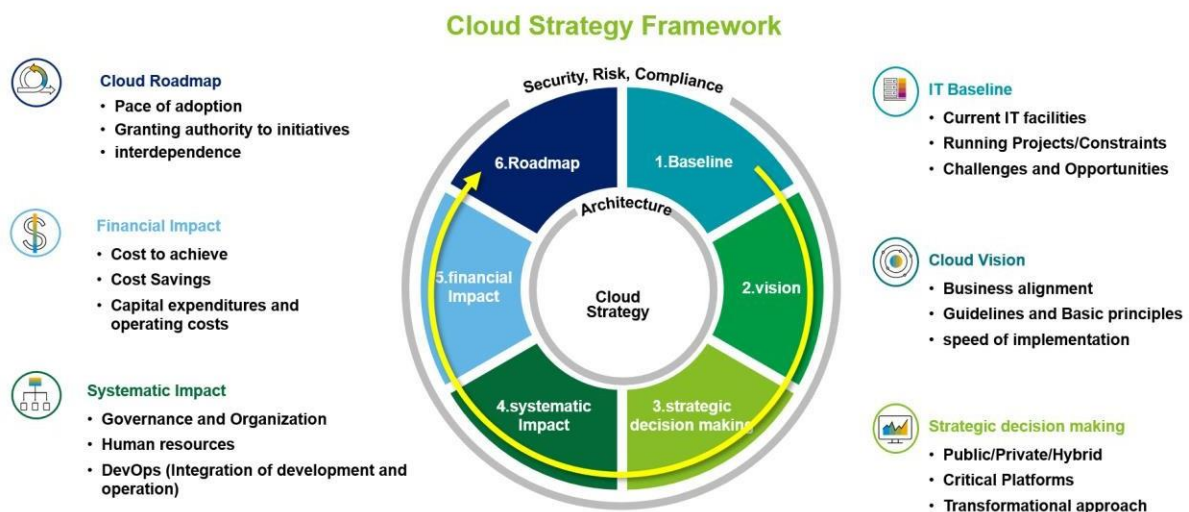 Cloud Strategy Framework
Cloud Roadmap
• Pace of adoption
• Granting authority to initiatives
• interdependence
Financial Impact
• Cost to achieve
• Cost Savings
• Capital expenditures and
operating costs
Systematic Impact
• Governance and Organization
• Human resources
• DevOps (Integration of development and
operation)
Security, Risk, Compliance
6.Roadmap
1.Baseline
Architecture
5.financial
Impact
Cloud
Strategy
2.vision
4.systematic
Impact
3.strategic
decision making
IT Baseline
• Current IT facilities
• Running Projects/Constraints
• Challenges and Opportunities
Cloud Vision
• Business alignment
• Guidelines and Basic principles
• speed of implementation
Strategic decision making
• Public/Private/Hybrid
• Critical Platforms
• Transformational approach